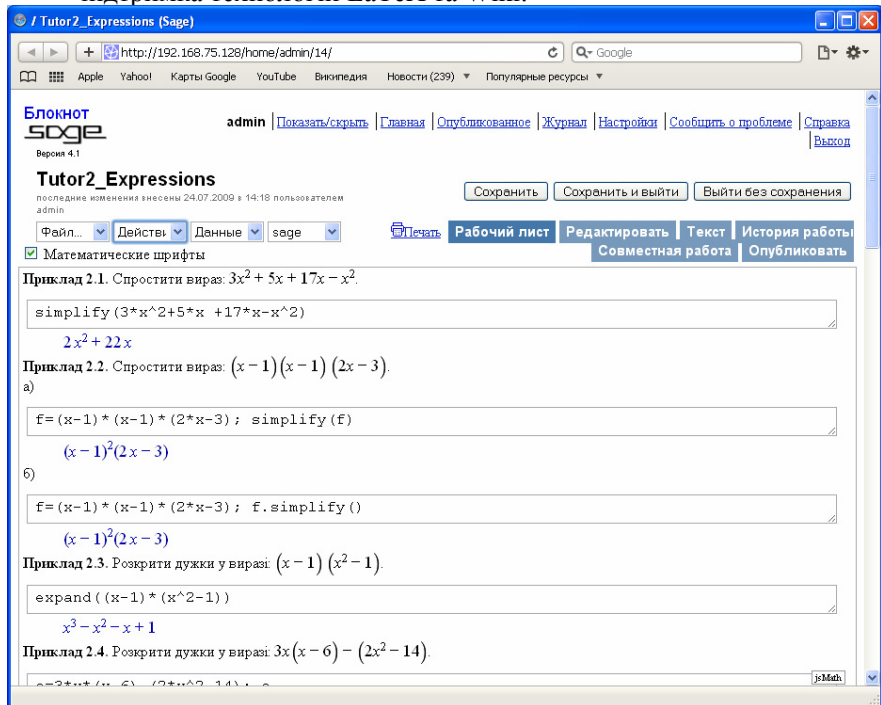 підтримка технологій LaTeX та Wiki.
/ Tutor2_Expressions (Sage)
http://192.168.75.128/home/admin/14/
Google
Apple Yahoo! Карты Google YouTube Википедия Новости (239) Популярные ресурсы
Блокнот
sage
Версия 4.1
admin | Показать/скрыть | Главная | Опубликованное | Журнал | Настройки | Сообщить о проблеме | Справка
| Выход
Tutor2_Expressions
последние изменения внесены 24.07.2009 в 14:18 пользователем
admin
Сохранить Сохранить и выйти Выйти без сохранения
Файл... Действı Данные sage Печать Рабочий лист Редактировать Текст История работы
Совместная работа Опубликовать
Математические шрифты
Приклад 2.1. Спростити вираз: 3x² + 5x + 17x − x².
simplify(3*x^2+5*x +17*x-x^2)
2x² + 22x
Приклад 2.2. Спростити вираз: (x − 1)(x − 1) (2x − 3).
а)
f=(x-1)*(x-1)*(2*x-3); simplify(f)
(x − 1)²(2x − 3)
б)
f=(x-1)*(x-1)*(2*x-3); f.simplify()
(x − 1)²(2x − 3)
Приклад 2.3. Розкрити дужки у виразі: (x − 1) (x² − 1).
expand((x-1)*(x^2-1))
x³ − x² − x + 1
Приклад 2.4. Розкрити дужки у виразі: 3x(x − 6) − (2x² − 14).
jsMath